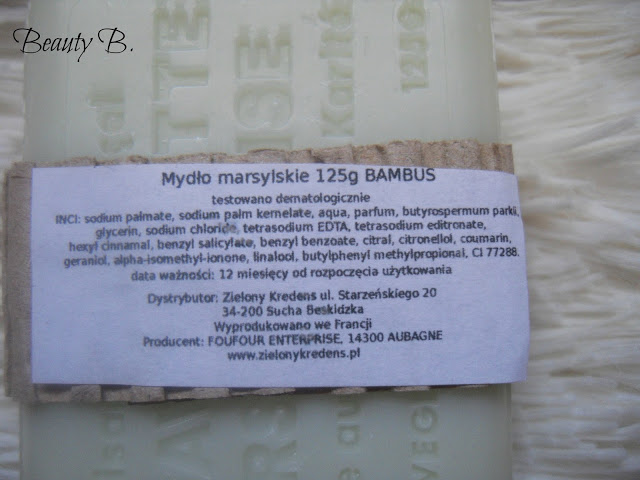 Beauty B.
Mydło marsylskie 125g BAMBUS
testowano dematologicznie
INCI: sodium palmate, sodium palm kernelate, aqua, parfum, butyrospermum parkii,
glycerin, sodium chloride, tetrasodium EDTA, tetrasodium editronate,
hexyl cinnamal, benzyl salicylate, benzyl benzoate, citral, citronellol, coumarin,
geraniol, alpha-isomethyl-ionone, linalool, butylphenyl methylpropional, CI 77288.
data ważności: 12 miesięcy od rozpoczęcia użytkowania
Dystrybutor: Zielony Kredens ul. Starzeńskiego 20
34-200 Sucha Beskidzka
Wyprodukowano we Francji
Producent: FOUFOUR ENTERPRISE, 14300 AUBAGNE
www.zielonykredens.pl